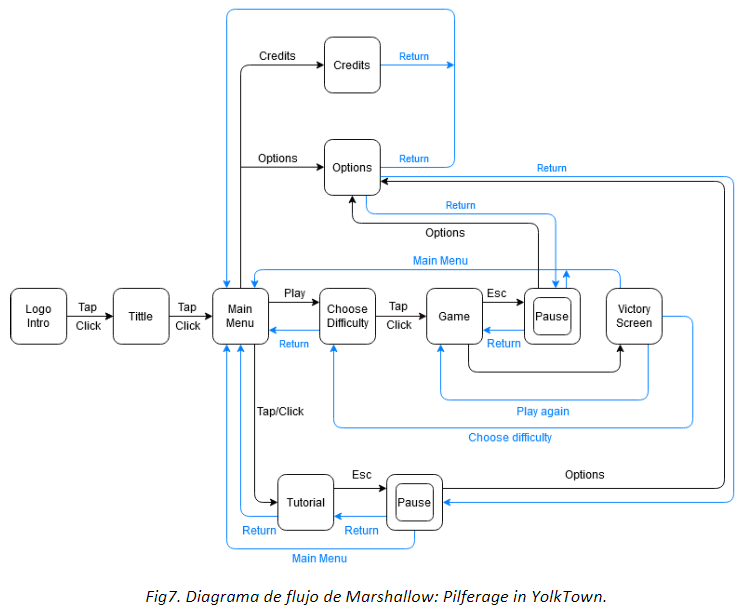 Credits
Credits
Return
Options
Options
Return
Return
Return
Options
Main Menu
Logo
Intro
Tap
Click
Tittle
Tap
Click
Main
Menu
Play
Return
Choose
Difficulty
Tap
Click
Game
Esc
Return
Pause
Victory
Screen
Tap/Click
Play again
Choose difficulty
Tutorial
Esc
Return
Pause
Options
Return
Main Menu
Fig7. Diagrama de flujo de Marshallow: Pilferage in YolkTown.